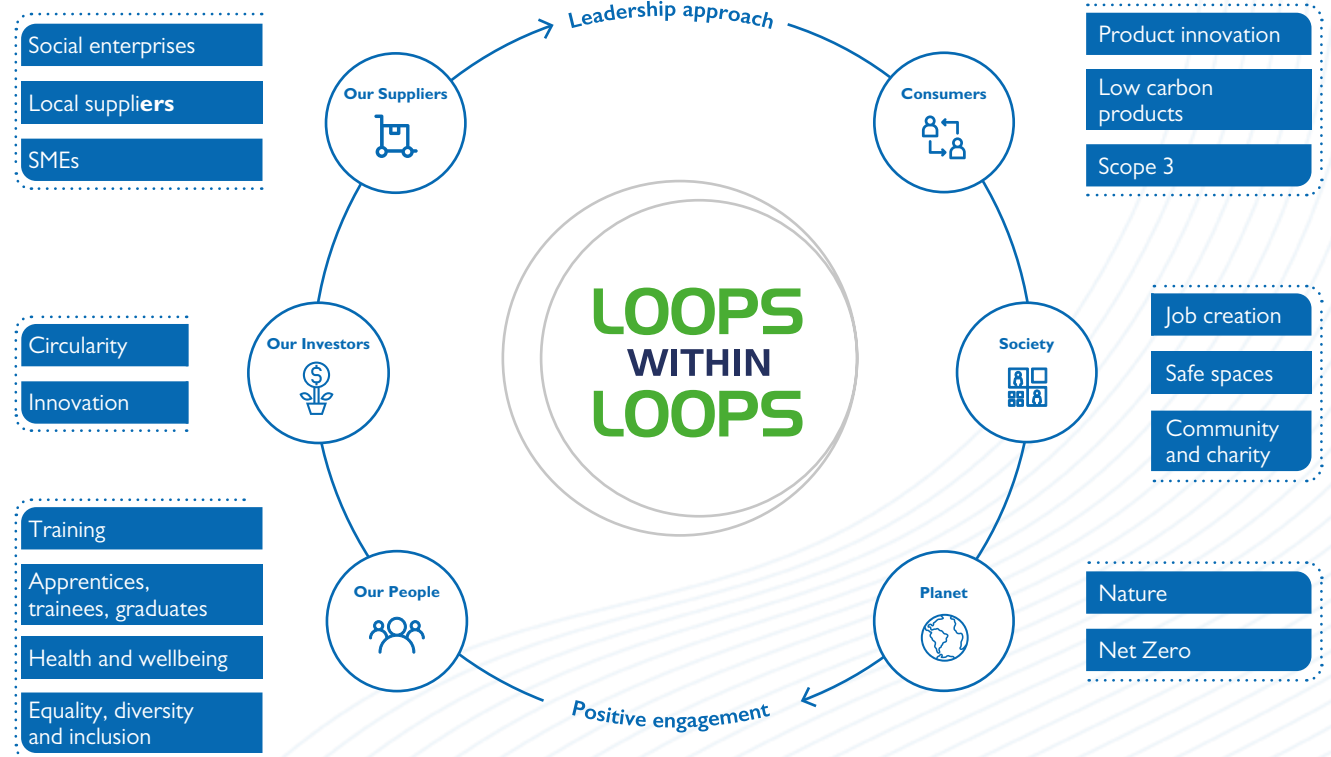 Leadership approach
Social enterprises
Local suppliers
SMEs
Our Suppliers
Consumers
Product innovation
Low carbon
products
Scope 3
Circularity
Innovation
Our Investors
$
LOOPS
WITHIN
LOOPS
Society
Job creation
Safe spaces
Community
and charity
Training
Apprentices,
trainees, graduates
Health and wellbeing
Equality, diversity
and inclusion
Our People
Planet
Nature
Net Zero
Positive engagement